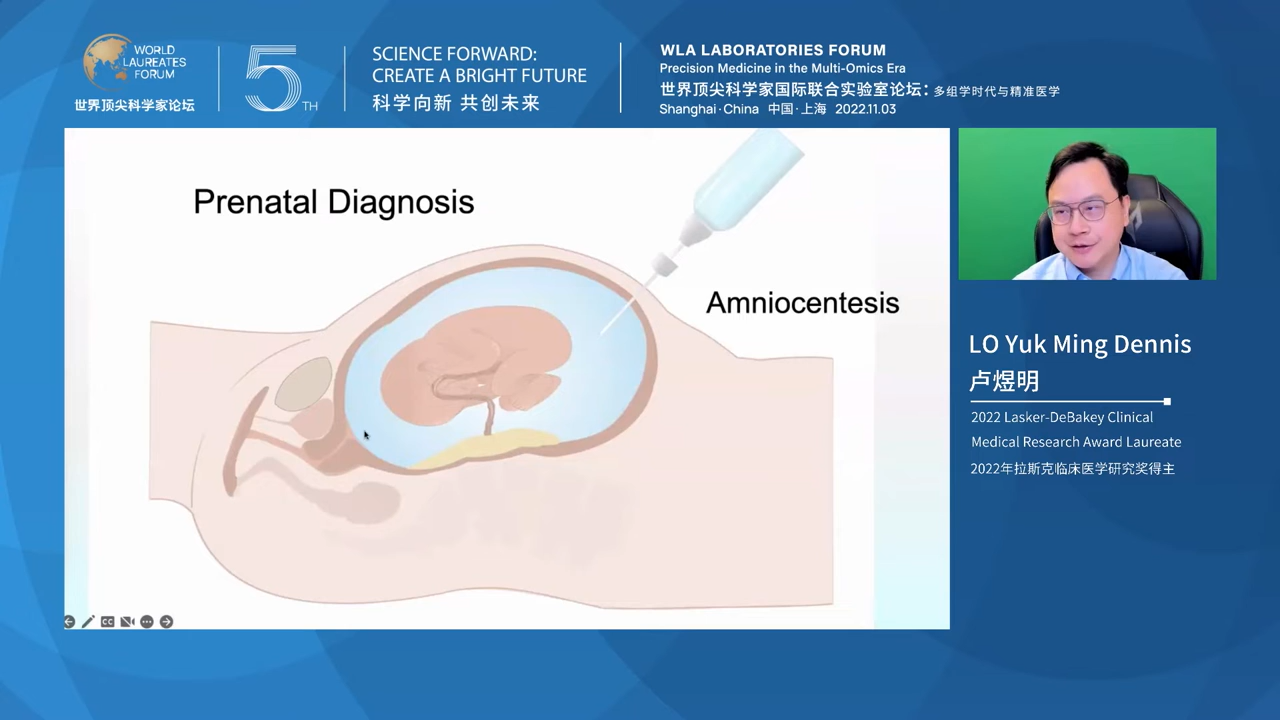 WORLD
LAUREATES
FORUM
世界顶尖科学家论坛
5TH
SCIENCE FORWARD:
CREATE A BRIGHT FUTURE
科学向新 共创未来
WLA LABORATORIES FORUM
Precision Medicine in the Multi-Omics Era
世界顶尖科学家国际联合实验室论坛：多组学时代与精准医学
Shanghai·China 中国·上海 2022.11.03
Prenatal Diagnosis
Amniocentesis
CC
LO Yuk Ming Dennis
卢煜明
2022 Lasker-DeBakey Clinical
Medical Research Award Laureate
2022年拉斯克临床医学研究奖得主